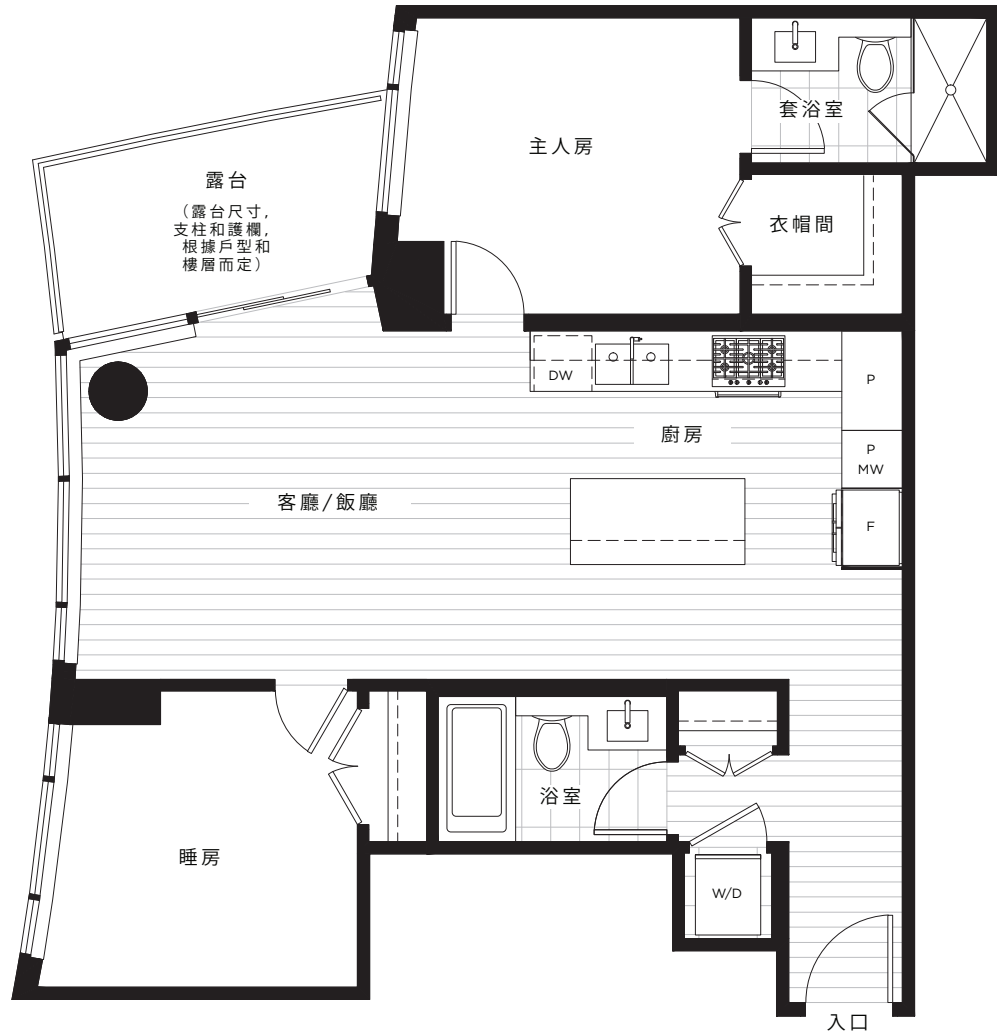 套浴室
主人房
露台
（露台尺寸，
支柱和護欄，
根據戶型和
樓層而定）
衣帽間
DW
P
廚房
P
MW
客廳/飯廳
F
浴室
睡房
W/D
入口